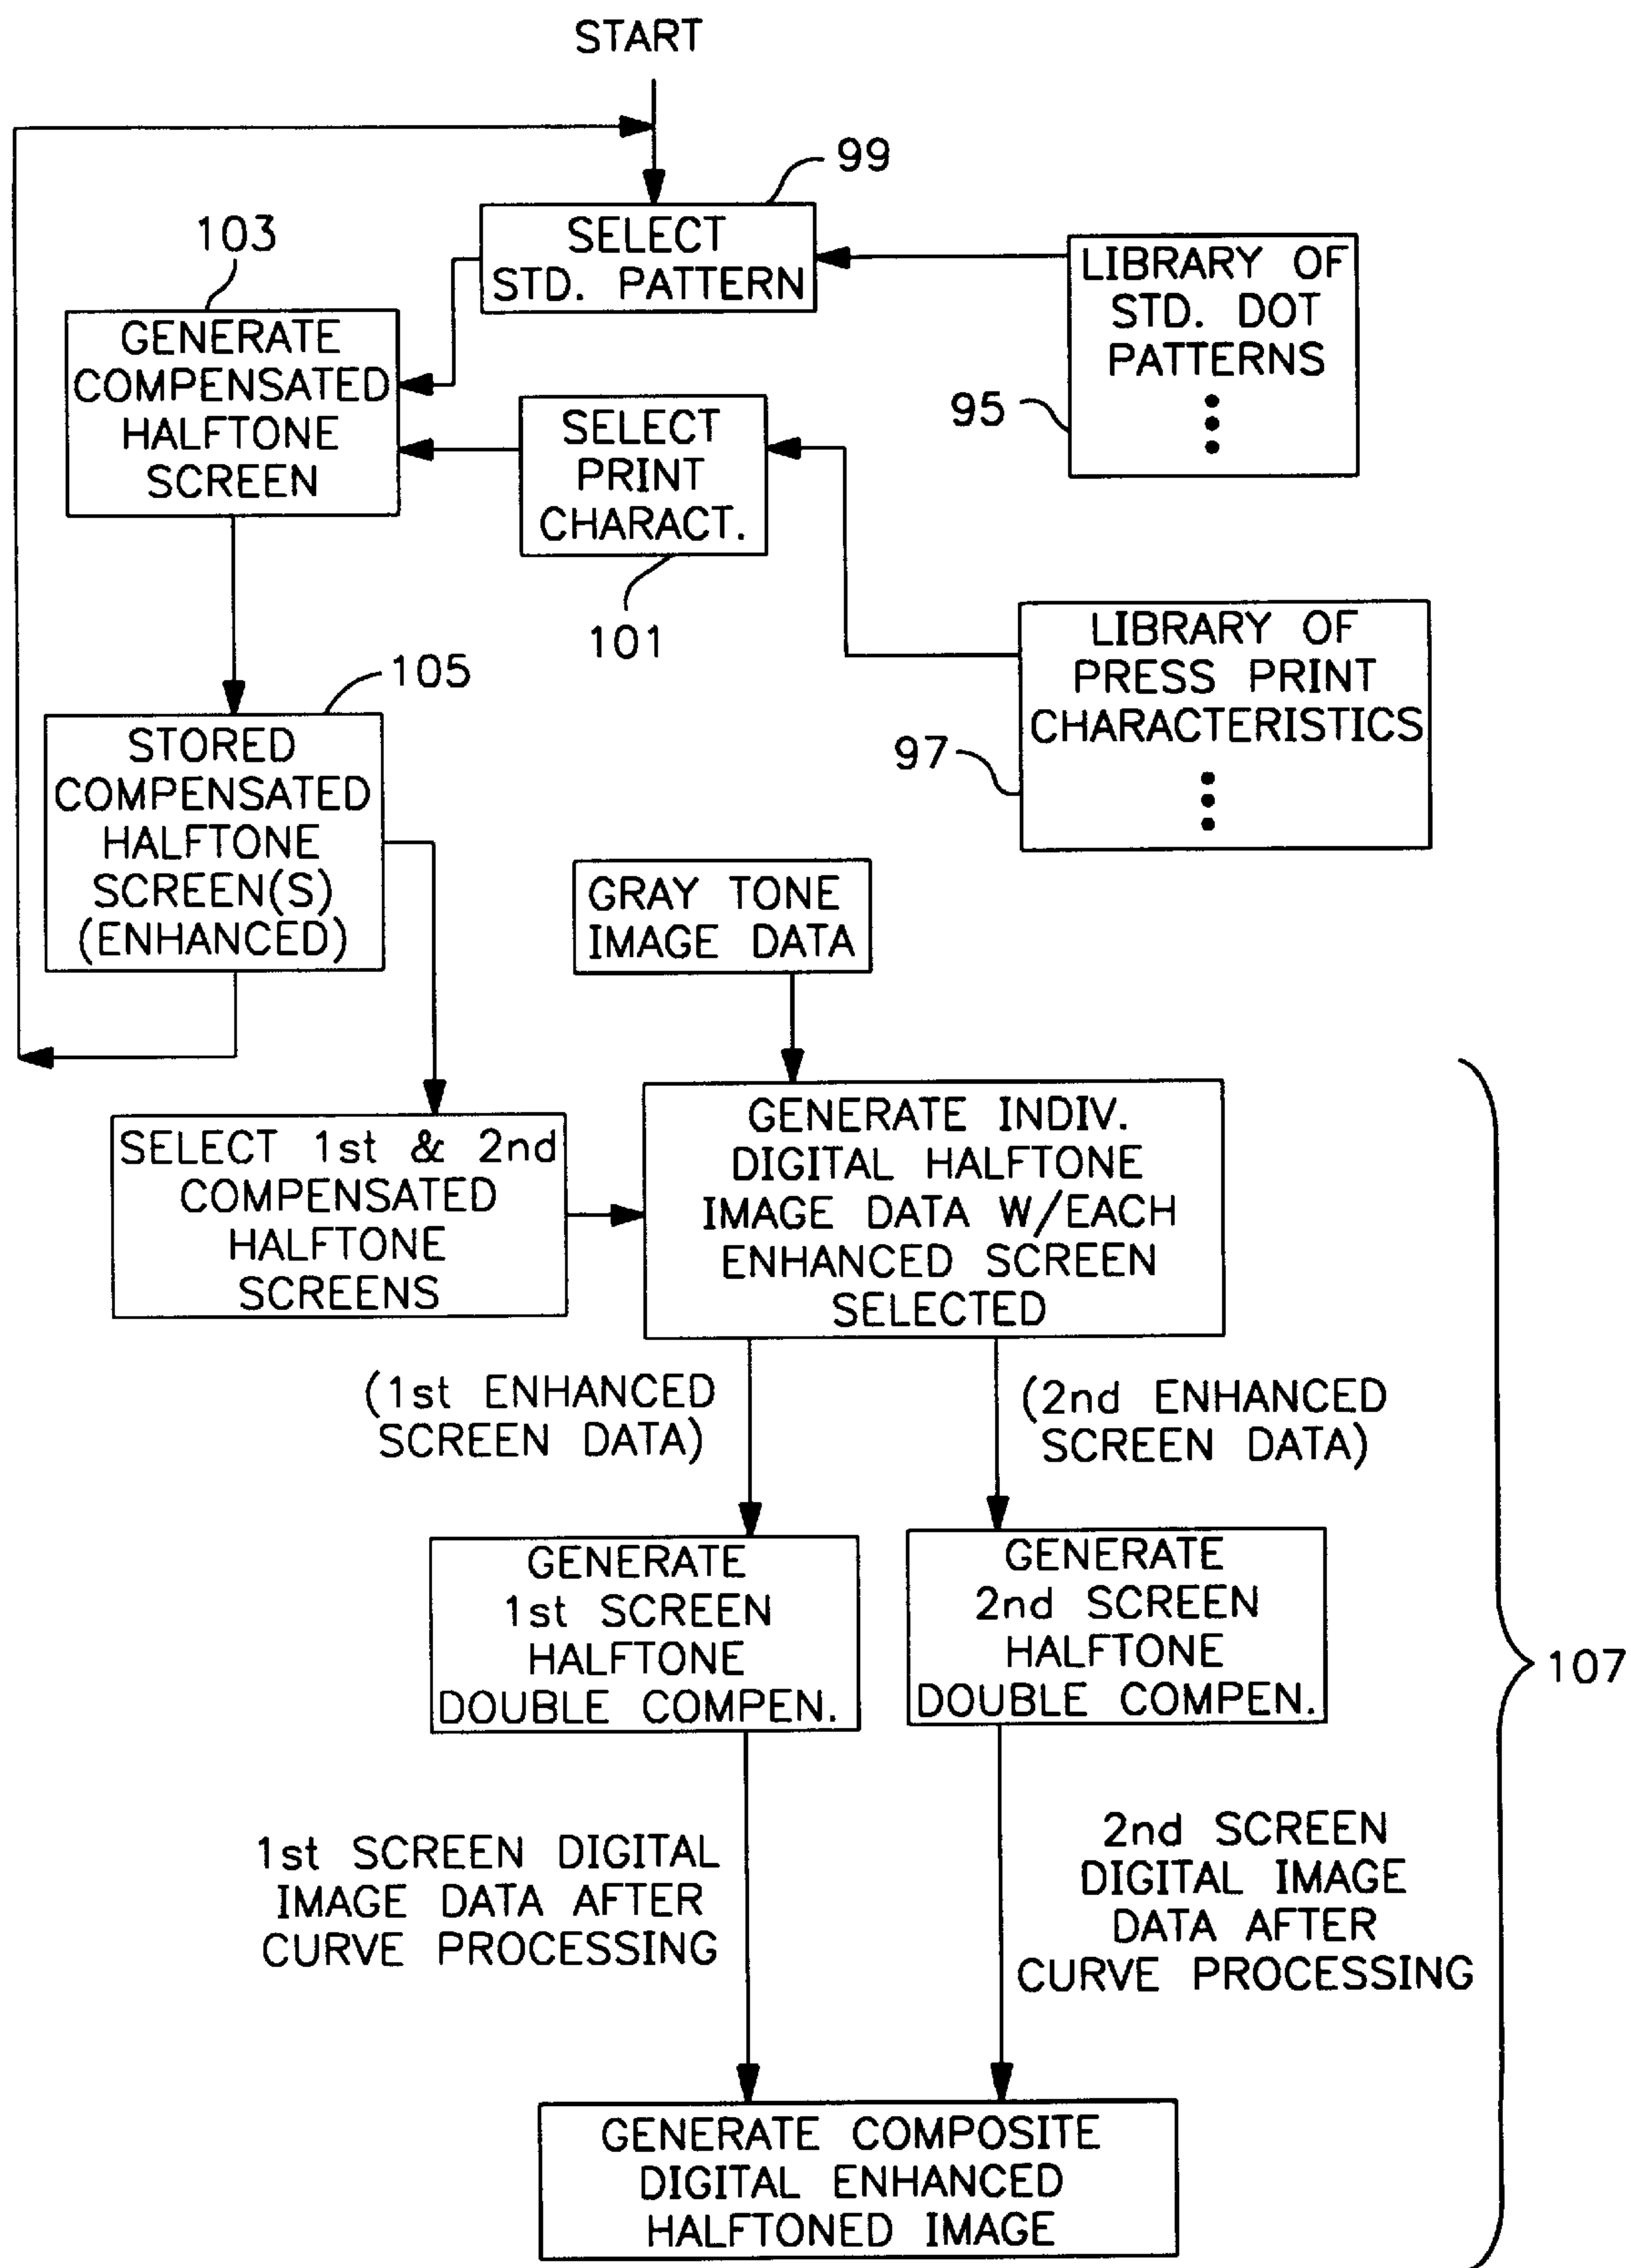 START
99
SELECT
STD. PATTERN
103
GENERATE
COMPENSATED
HALFTONE
SCREEN
LIBRARY OF
STD. DOT
PATTERNS
95
SELECT
PRINT
CHARACT.
101
LIBRARY OF
PRESS PRINT
CHARACTERISTICS
97
105
STORED
COMPENSATED
HALFTONE
SCREEN(S)
(ENHANCED)
GRAY TONE
IMAGE DATA
SELECT 1st & 2nd
COMPENSATED
HALFTONE
SCREENS
GENERATE INDIV.
DIGITAL HALFTONE
IMAGE DATA W/EACH
ENHANCED SCREEN
SELECTED
(1st ENHANCED
SCREEN DATA)
(2nd ENHANCED
SCREEN DATA)
GENERATE
1st SCREEN
HALFTONE
DOUBLE COMPEN.
GENERATE
2nd SCREEN
HALFTONE
DOUBLE COMPEN.
107
1st SCREEN DIGITAL
IMAGE DATA AFTER
CURVE PROCESSING
2nd SCREEN
DIGITAL IMAGE
DATA AFTER
CURVE PROCESSING
GENERATE COMPOSITE
DIGITAL ENHANCED
HALFTONED IMAGE